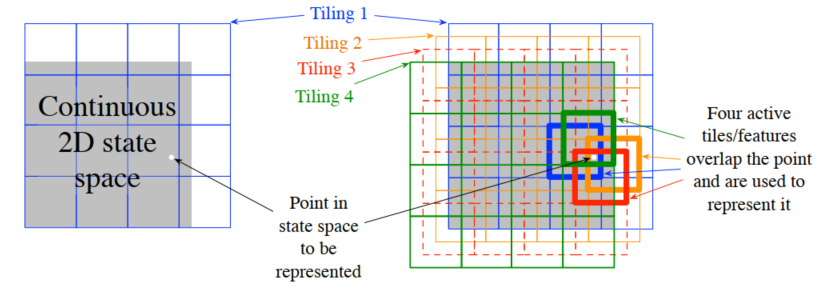 Tiling 1
Tiling 2
Tiling 3
Tiling 4
Continuous
2D state
space
Point in
state space
to be
represented
Four active
tiles/features
overlap the point
and are used to
represent it